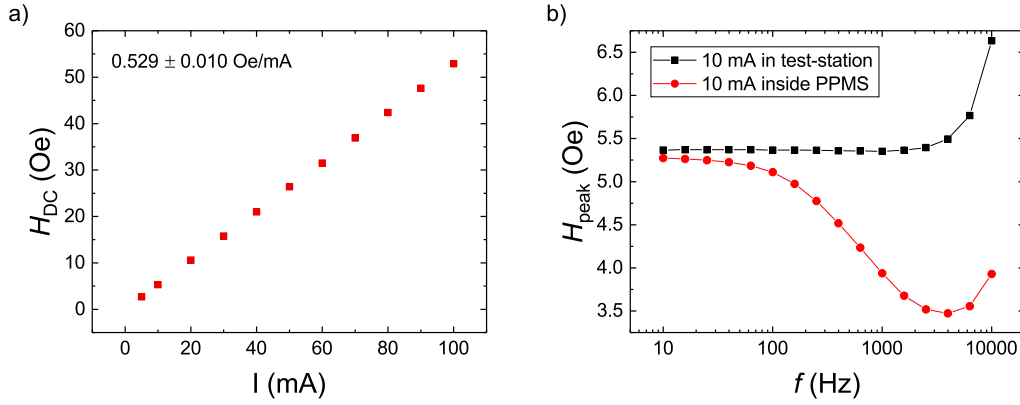 a)
0.529 ± 0.010 Oe/mA
H_DC (Oe)
60
50
40
30
20
10
0
0 20 40 60 80 100
I (mA)
b)
10 mA in test-station
10 mA inside PPMS
H_peak (Oe)
6.5
6.0
5.5
5.0
4.5
4.0
3.5
10 100 1000 10000
f (Hz)